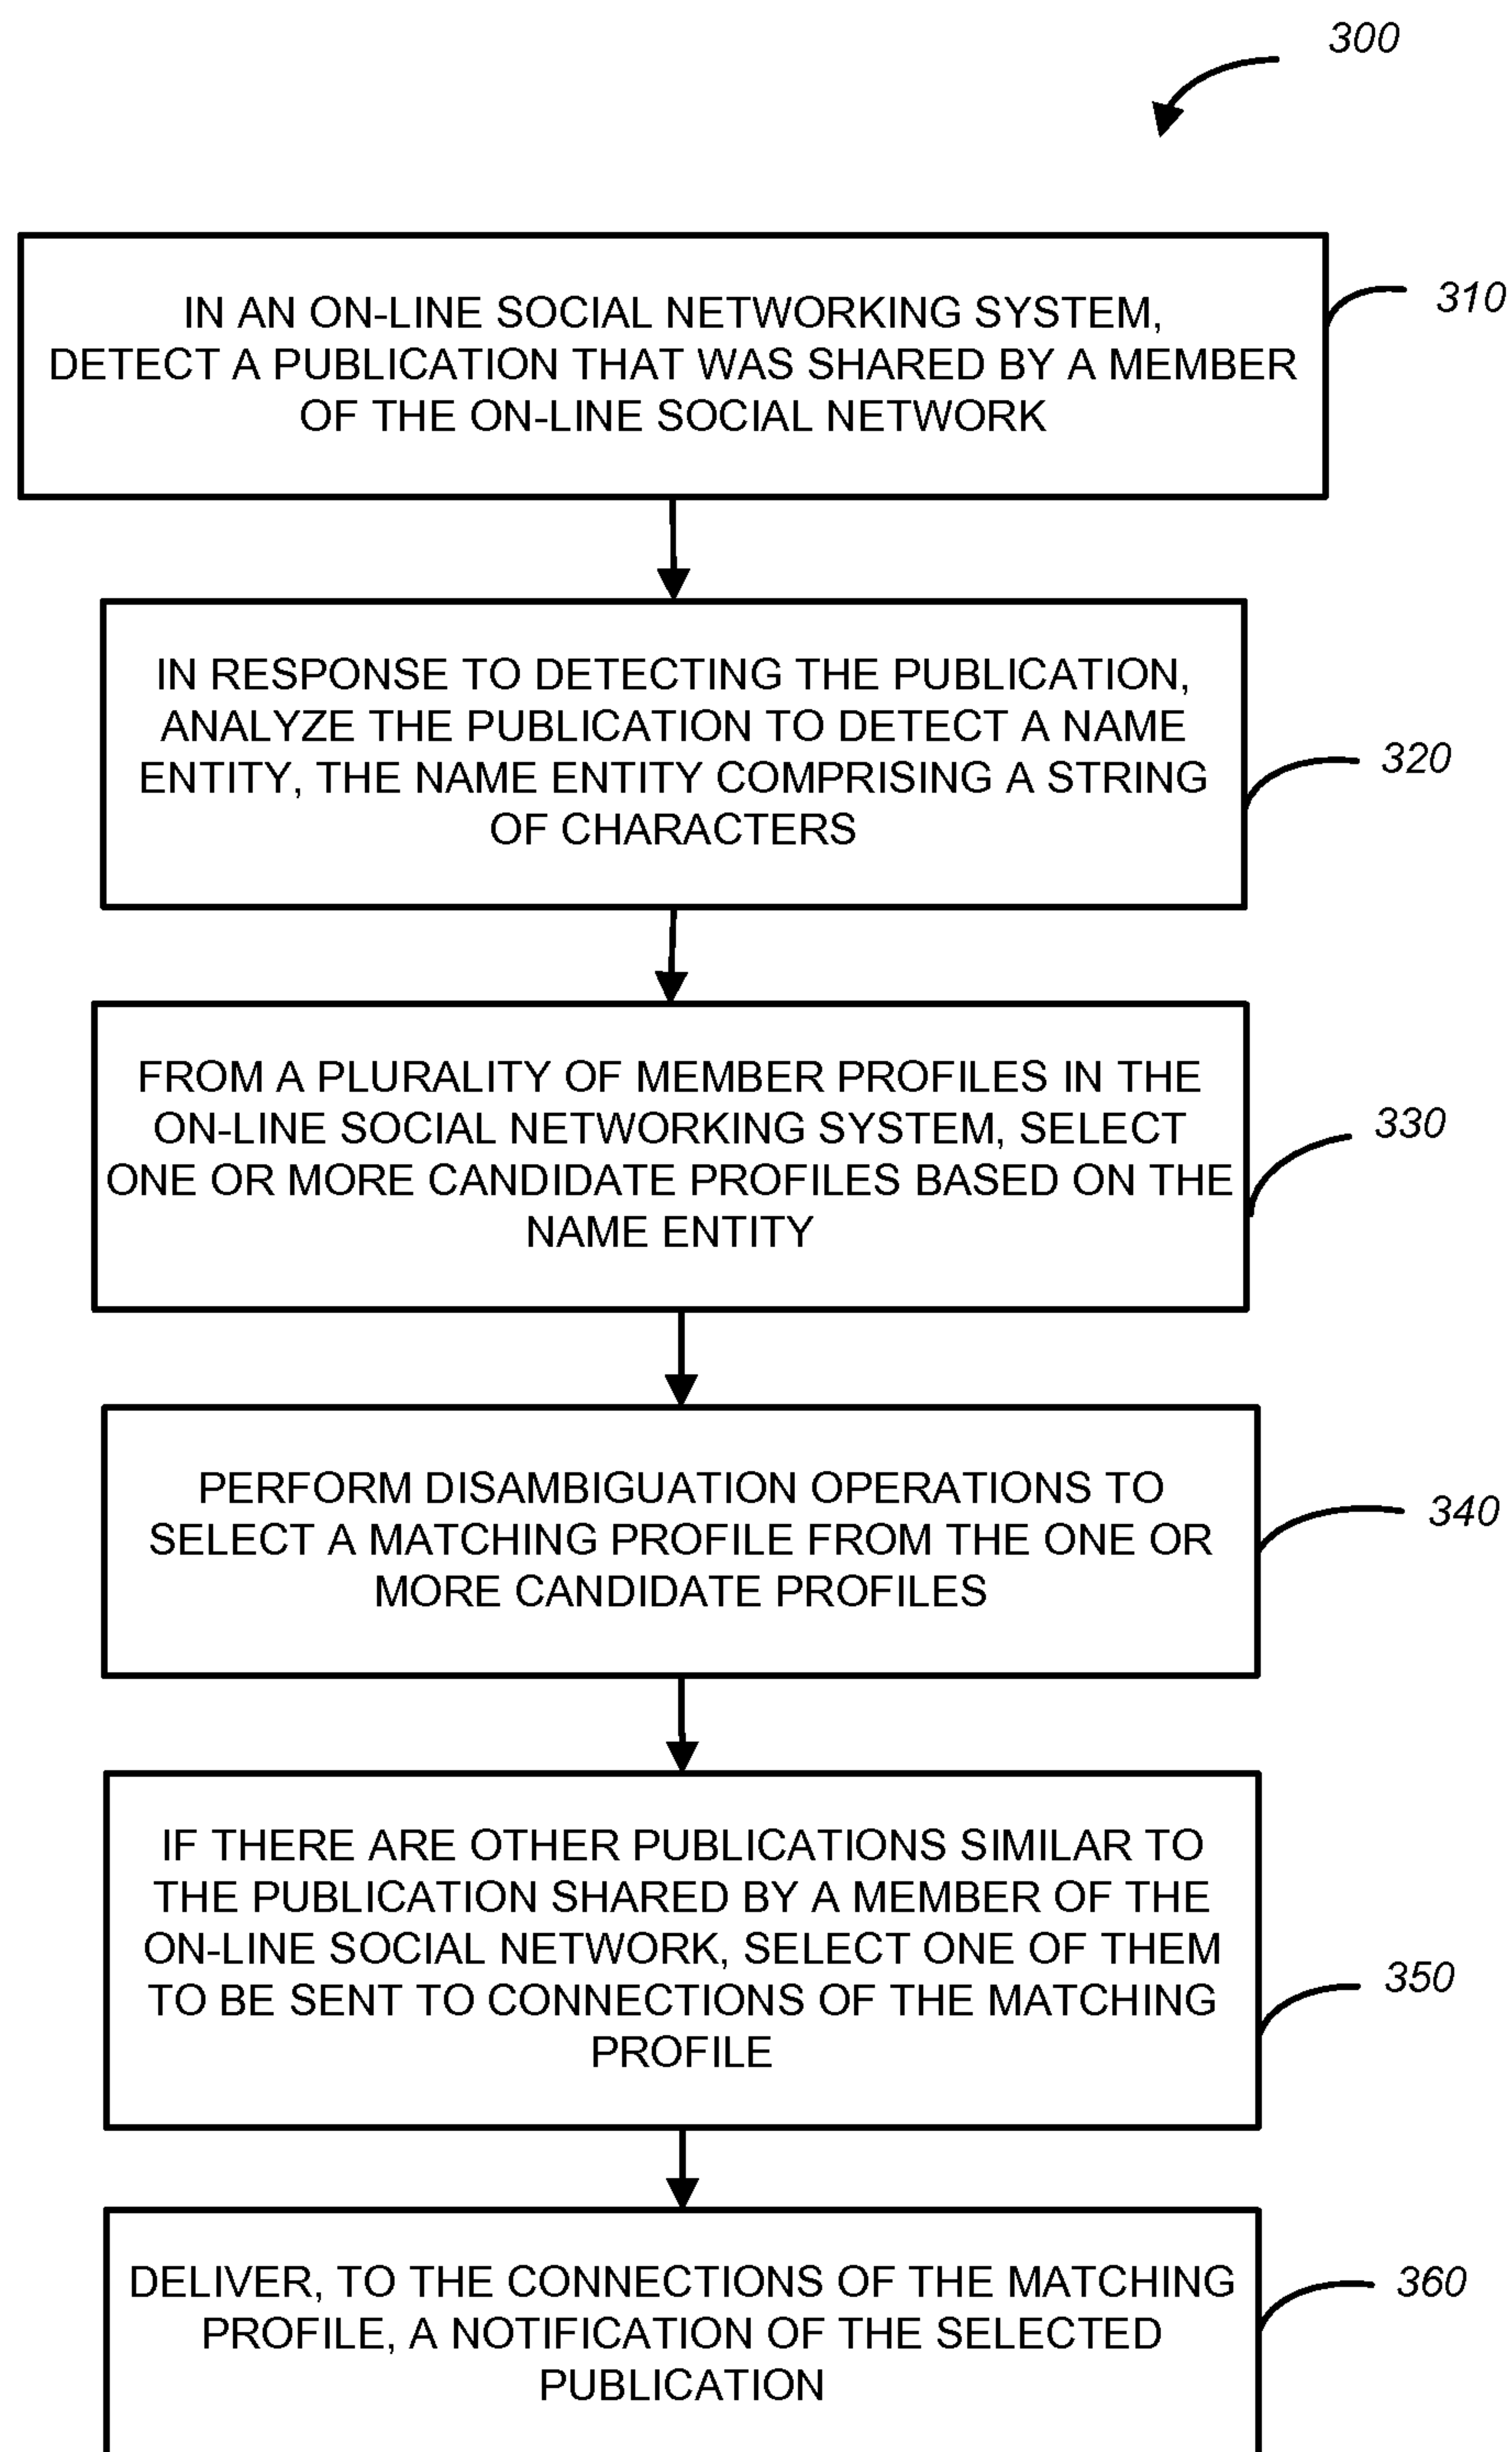 300
IN AN ON-LINE SOCIAL NETWORKING SYSTEM,
DETECT A PUBLICATION THAT WAS SHARED BY A MEMBER
OF THE ON-LINE SOCIAL NETWORK
310
IN RESPONSE TO DETECTING THE PUBLICATION,
ANALYZE THE PUBLICATION TO DETECT A NAME
ENTITY, THE NAME ENTITY COMPRISING A STRING
OF CHARACTERS
320
FROM A PLURALITY OF MEMBER PROFILES IN THE
ON-LINE SOCIAL NETWORKING SYSTEM, SELECT
ONE OR MORE CANDIDATE PROFILES BASED ON THE
NAME ENTITY
330
PERFORM DISAMBIGUATION OPERATIONS TO
SELECT A MATCHING PROFILE FROM THE ONE OR
MORE CANDIDATE PROFILES
340
IF THERE ARE OTHER PUBLICATIONS SIMILAR TO
THE PUBLICATION SHARED BY A MEMBER OF THE
ON-LINE SOCIAL NETWORK, SELECT ONE OF THEM
TO BE SENT TO CONNECTIONS OF THE MATCHING
PROFILE
350
DELIVER, TO THE CONNECTIONS OF THE MATCHING
PROFILE, A NOTIFICATION OF THE SELECTED
PUBLICATION
360